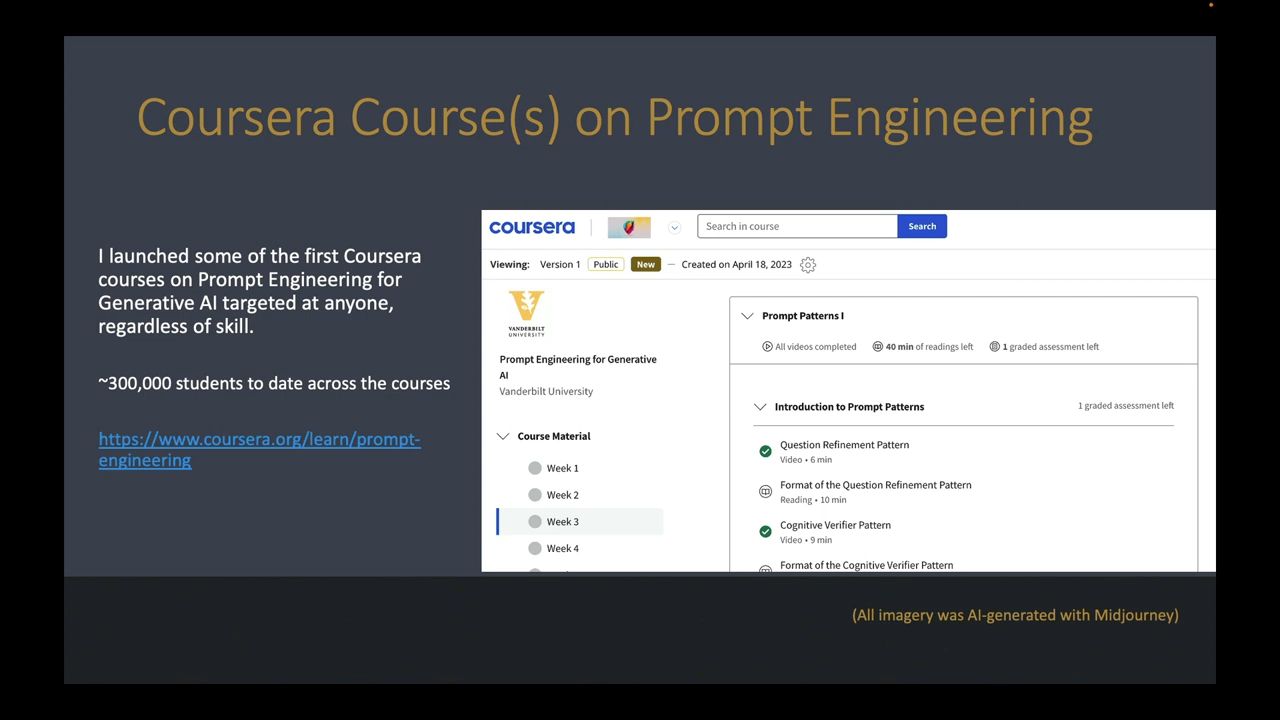 Coursera Course(s) on Prompt Engineering
I launched some of the first Coursera
courses on Prompt Engineering for
Generative AI targeted at anyone,
regardless of skill.
~300,000 students to date across the courses
https://www.coursera.org/learn/prompt-
engineering
coursera
Search in course
Search
Viewing: Version 1 Public New — Created on April 18, 2023
VANDERBILT
UNIVERSITY
Prompt Engineering for Generative
AI
Vanderbilt University
Course Material
Week 1
Week 2
Week 3
Week 4
Prompt Patterns I
All videos completed 40 min of readings left 1 graded assessment left
Introduction to Prompt Patterns 1 graded assessment left
Question Refinement Pattern
Video • 6 min
Format of the Question Refinement Pattern
Reading • 10 min
Cognitive Verifier Pattern
Video • 9 min
Format of the Cognitive Verifier Pattern
(All imagery was AI-generated with Midjourney)